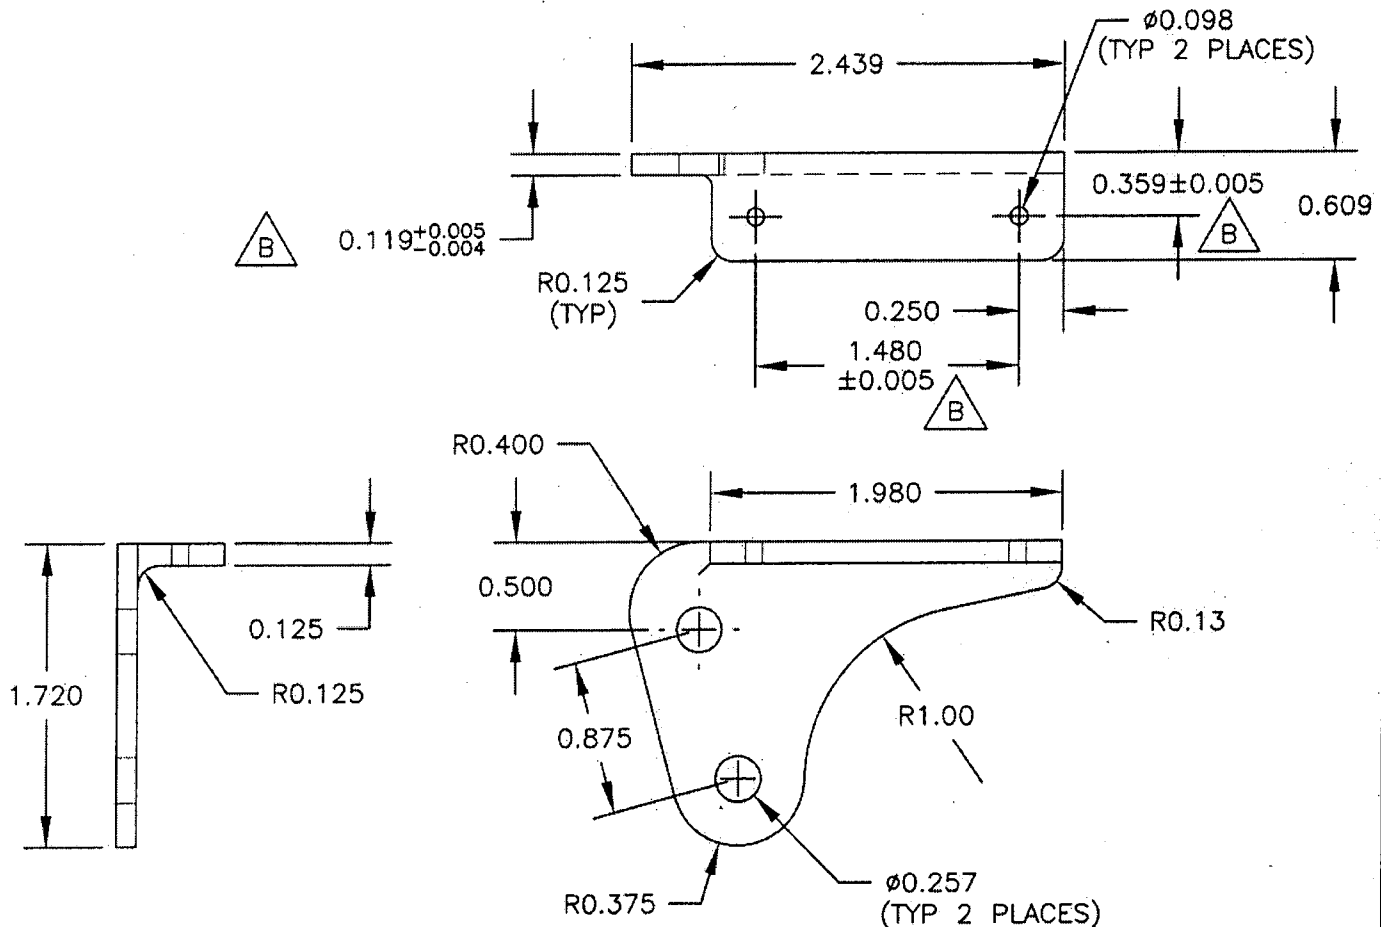 ø0.098
(TYP 2 PLACES)
2.439
0.359±0.005
0.609
B
B
0.119+0.005
-0.004
R0.125
(TYP)
0.250
1.480
±0.005
B
R0.400
1.980
0.500
0.125
R0.13
1.720
R0.125
R1.00
0.875
ø0.257
(TYP 2 PLACES)
R0.375